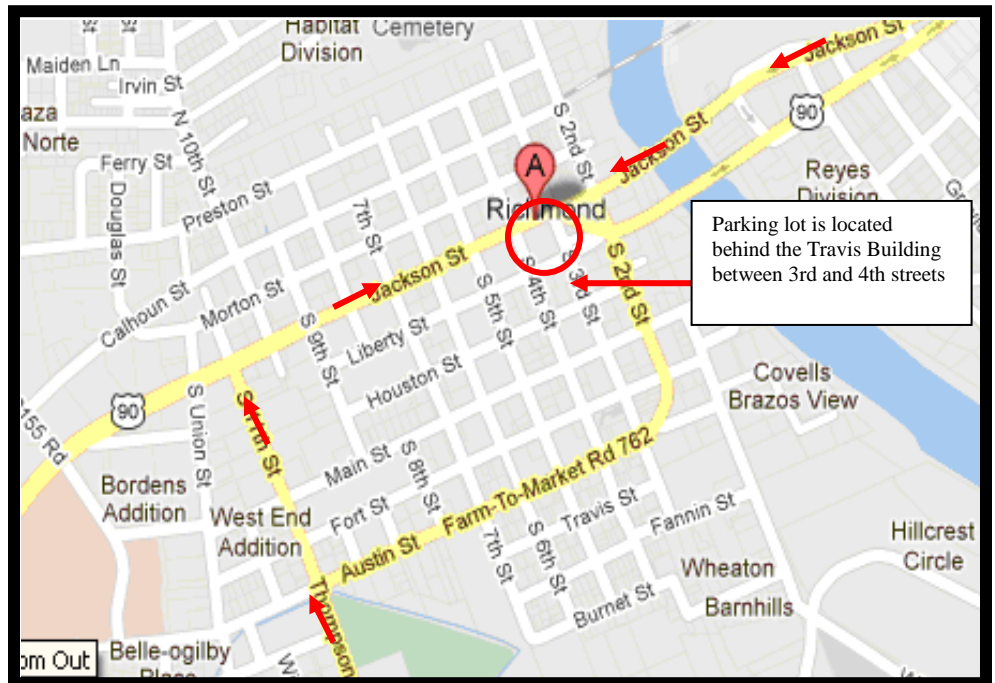 Habitat
Division
Cemetery
Jackson St
Maiden Ln
Irvin St
aza
Norte
N 10th St
S 2nd St
90
Ferry St
Douglas St
Preston St
7th St
A
Jackson St
Reyes
Division
Richmond
Parking lot is located
behind the Travis Building
between 3rd and 4th streets
S 2nd St
S 3rd St
S 4th St
S 5th St
Jackson St
Calhoun St
Morton St
S 9th St
Liberty St
Houston St
Covells
Brazos View
90
S Union St
S 11th St
155 Rd
Main St
S 8th St
Farm-To-Market Rd 762
Bordens
Addition
West End
Addition
Fort St
Austin St
7th St
S 6th St
Travis St
Fannin St
Hillcrest
Circle
Wheaton
Barnhills
Burnet St
Thompson
om Out
Belle-ogilby
Place